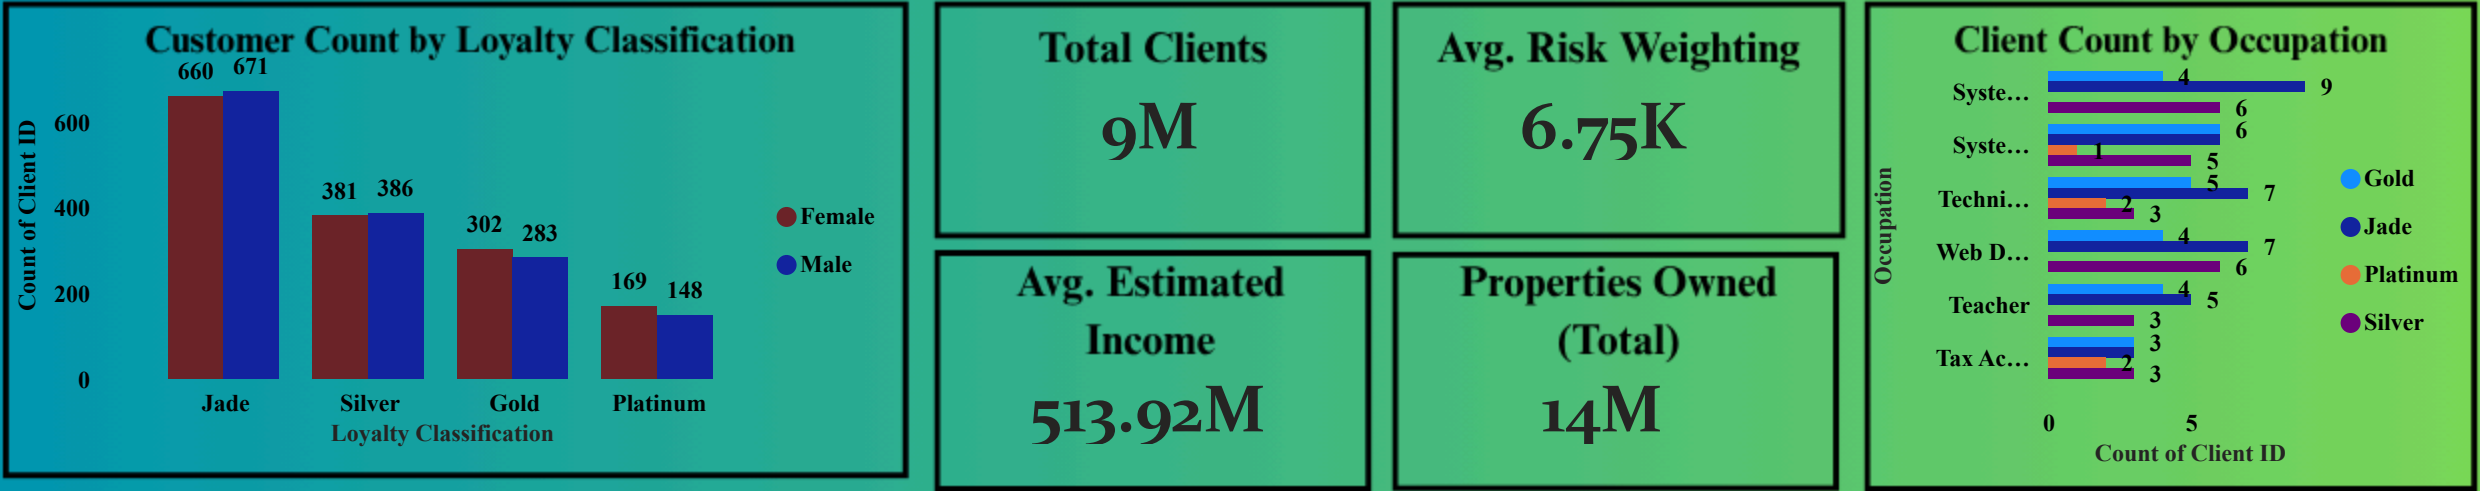 Customer Count by Loyalty Classification
660 671
381 386
302 283
169 148
Count of Client ID
600
400
200
0
Jade Silver Gold Platinum
Loyalty Classification
Female
Male
Total Clients
9M
Avg. Risk Weighting
6.75K
Avg. Estimated
Income
513.92M
Properties Owned
(Total)
14M
Client Count by Occupation
Occupation
Syste...
4
9
6
Syste...
6
1
5
Techni...
5
7
2
3
Web D...
4
7
6
Teacher
4
5
3
Tax Ac...
3
2
3
0 5
Count of Client ID
Gold
Jade
Platinum
Silver